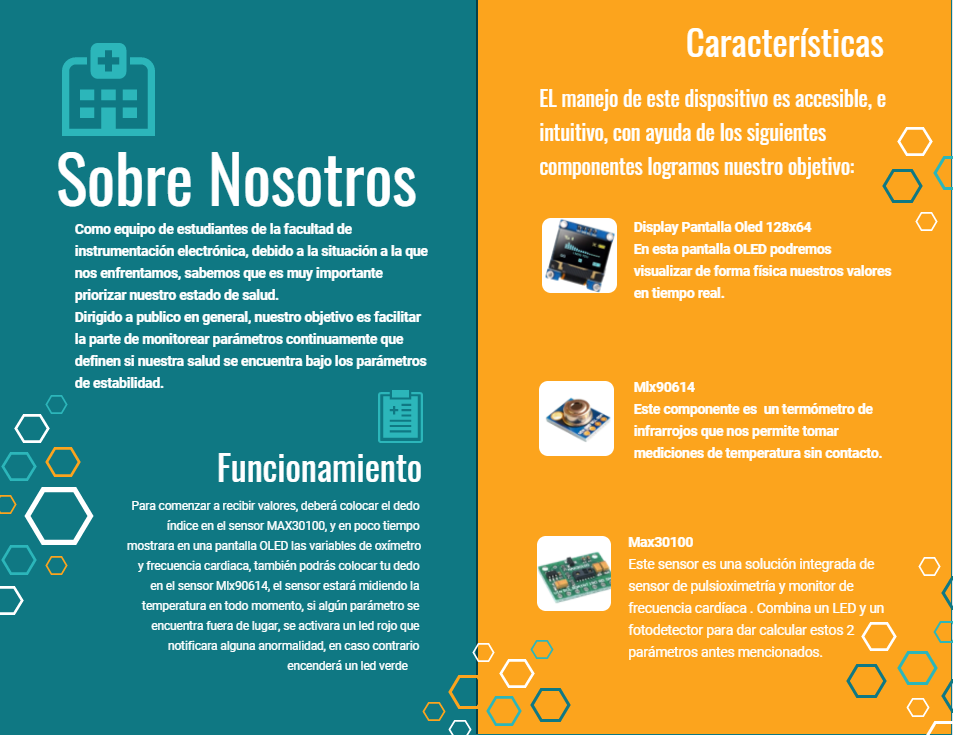 Sobre Nosotros
Como equipo de estudiantes de la facultad de
instrumentación electrónica, debido a la situación a la que
nos enfrentamos, sabemos que es muy importante
priorizar nuestro estado de salud.
Dirigido a publico en general, nuestro objetivo es facilitar
la parte de monitorear parámetros continuamente que
definen si nuestra salud se encuentra bajo los parámetros
de estabilidad.
Funcionamiento
Para comenzar a recibir valores, deberá colocar el dedo
índice en el sensor MAX30100, y en poco tiempo
mostrara en una pantalla OLED las variables de oxímetro
y frecuencia cardiaca, también podrás colocar tu dedo
en el sensor Mlx90614, el sensor estará midiendo la
temperatura en todo momento, si algún parámetro se
encuentra fuera de lugar, se activara un led rojo que
notificara alguna anormalidad, en caso contrario
encenderá un led verde
Características
EL manejo de este dispositivo es accesible, e
intuitivo, con ayuda de los siguientes
componentes logramos nuestro objetivo:
Display Pantalla Oled 128x64
En esta pantalla OLED podremos
visualizar de forma física nuestros valores
en tiempo real.
Mlx90614
Este componente es  un termómetro de
infrarrojos que nos permite tomar
mediciones de temperatura sin contacto.
Max30100
Este sensor es una solución integrada de
sensor de pulsioximetría y monitor de
frecuencia cardíaca . Combina un LED y un
fotodetector para dar calcular estos 2
parámetros antes mencionados.